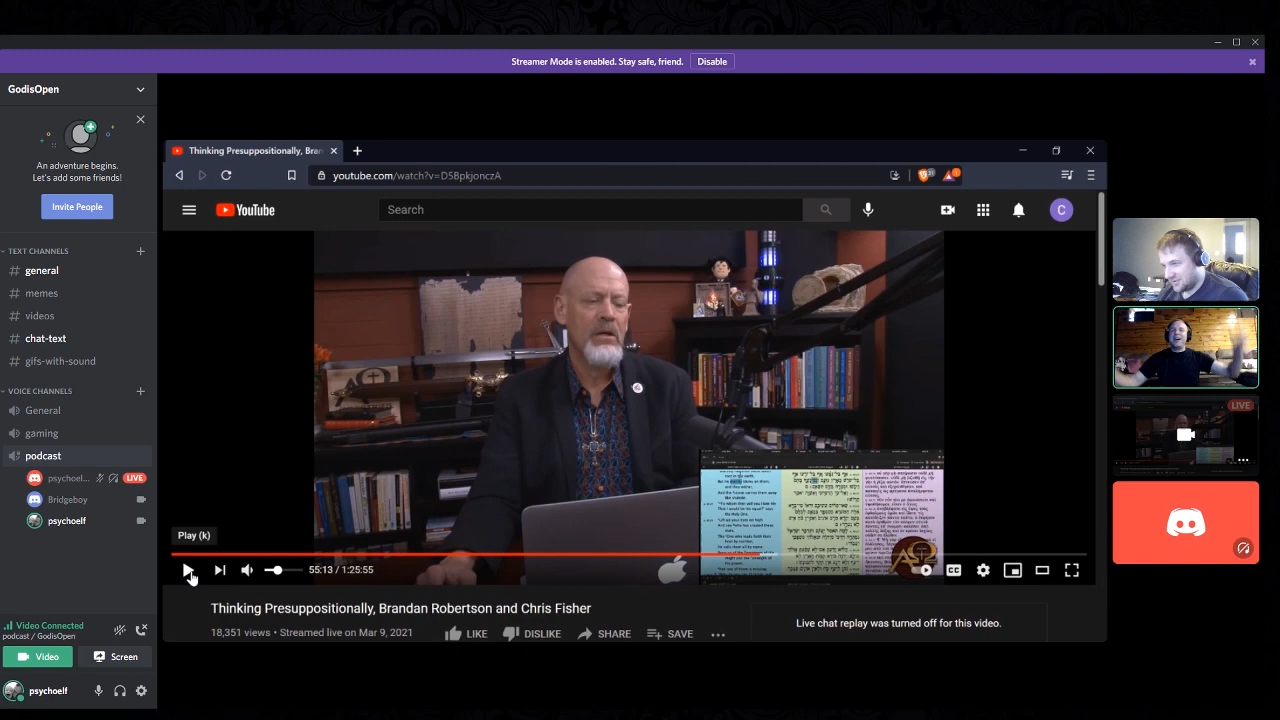 Streamer Mode is enabled. Stay safe, friend.
Disable
GodisOpen
An adventure begins.
Let's add some friends!
Invite People
TEXT CHANNELS
# general
# memes
# videos
# chat-text
# gifs-with-sound
VOICE CHANNELS
General
gaming
podcast
psychoel... LIVE
Bridgeboy
psychoelf
Video Connected
podcast / GodisOpen
Video
Screen
psychoelf
Thinking Presuppositionally, Bran
youtube.com/watch?v=D5BpkjonczA
YouTube
Search
C
Play (k)
55:13 / 1:25:55
CC
Thinking Presuppositionally, Brandan Robertson and Chris Fisher
18,351 views • Streamed live on Mar 9, 2021
LIKE
DISLIKE
SHARE
SAVE
Live chat replay was turned off for this video.
LIVE